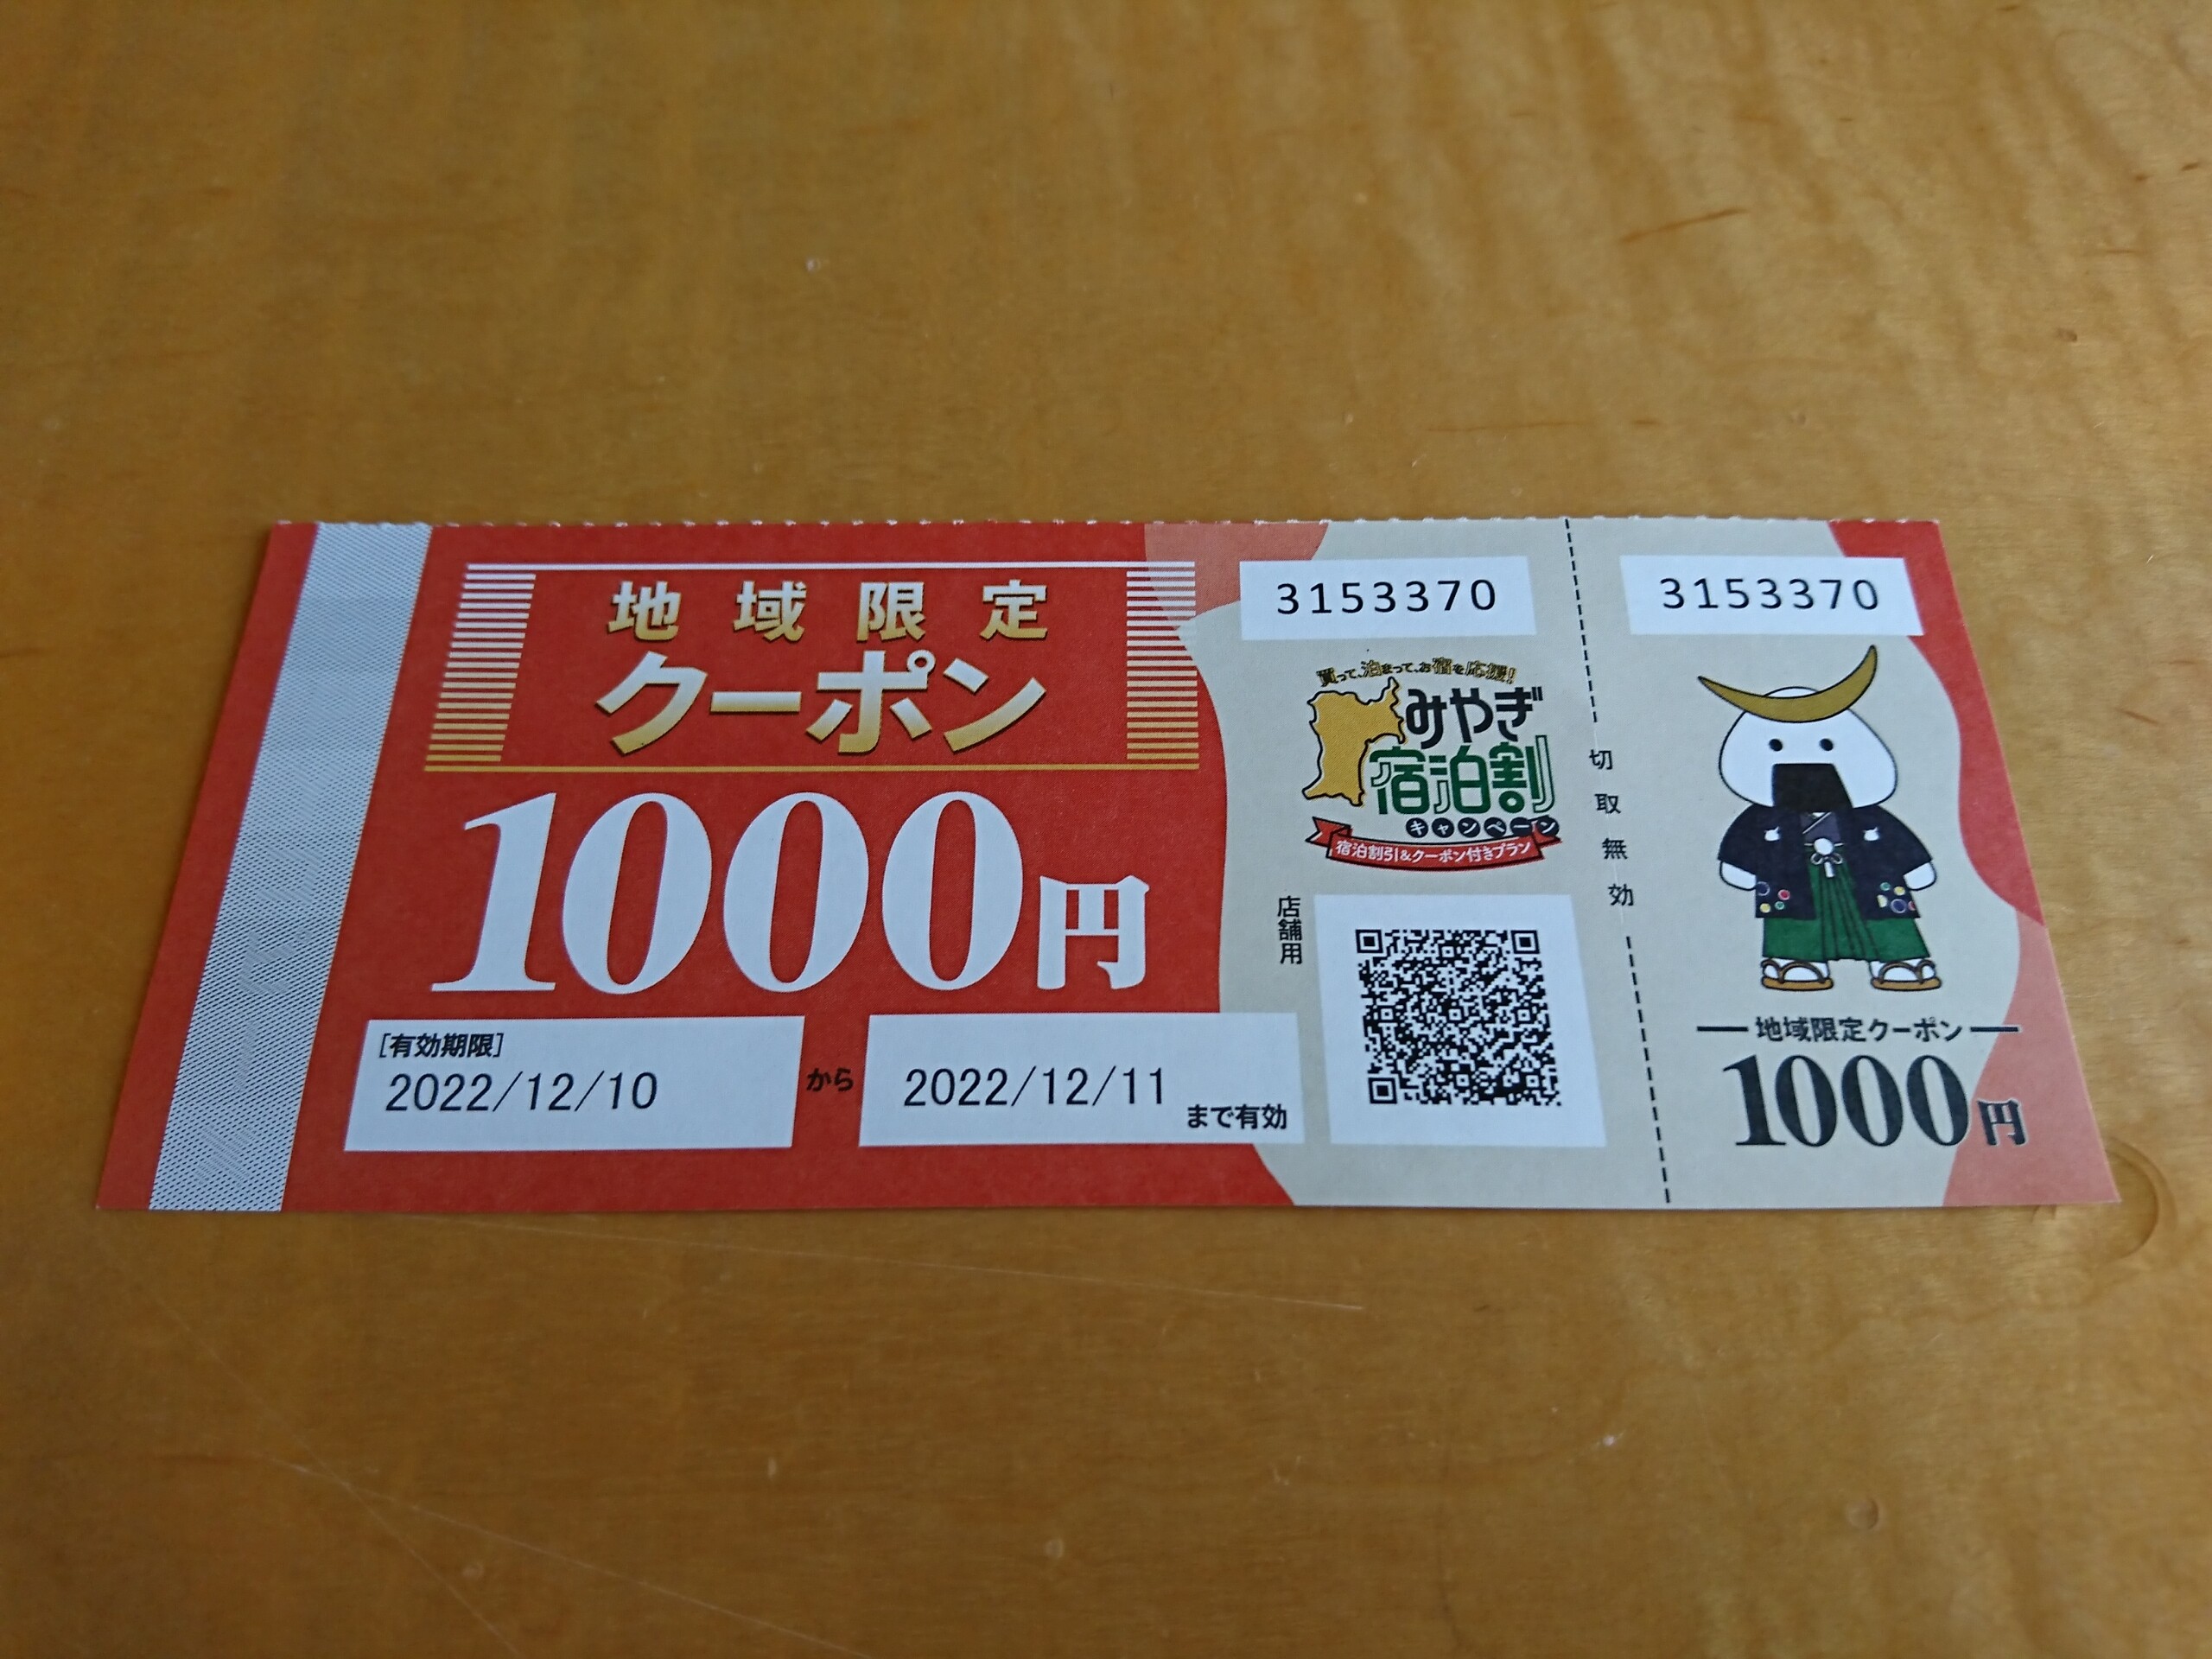 地域限定
クーポン
1000円
[有効期限]
2022/12/10
から
2022/12/11
まで有効
3153370
買って、泊まって、お宿を応援!
みやぎ
宿泊割
キャンペーン
宿泊割引&クーポン付きプラン
店舗用
切取無効
3153370
地域限定クーポン
1000円